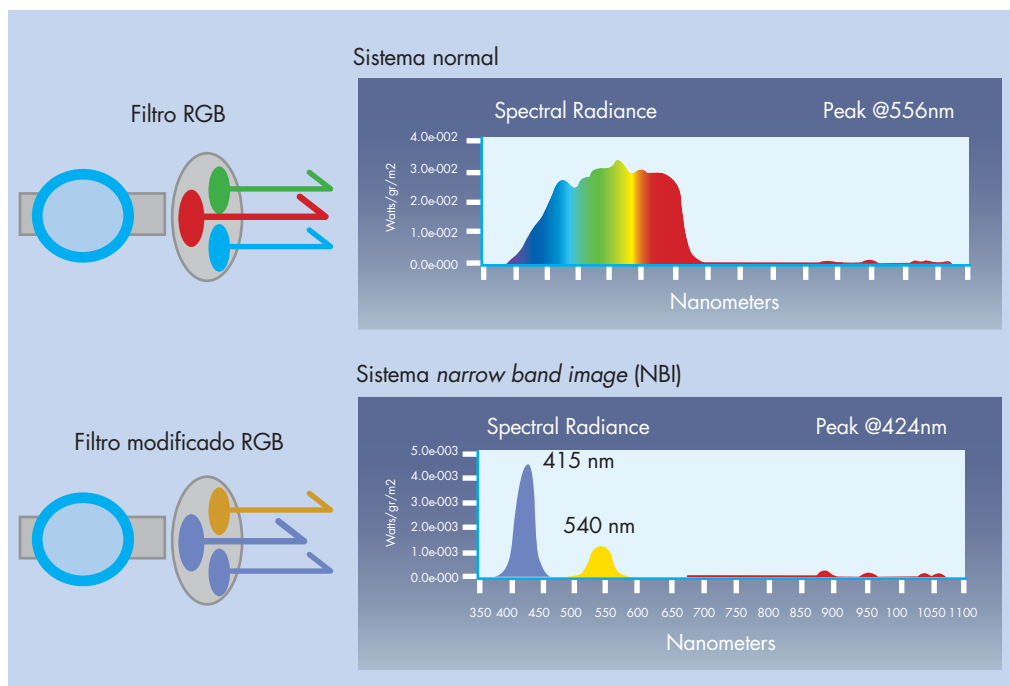 Sistema normal
Filtro RGB
Spectral Radiance Peak @556nm
4.0e-002
3.0e-002
2.0e-002
1.0e-002
0.0e-000
Watts/gr/m2
Nanometers
Sistema narrow band image (NBI)
Filtro modificado RGB
Spectral Radiance Peak @424nm
5.0e-003
4.0e-003
3.0e-003
2.0e-003
1.0e-003
0.0e-000
Watts/gr/m2
415 nm
540 nm
350 400 450 500 550 600 650 700 750 800 850 900 950 100 1050 1100
Nanometers